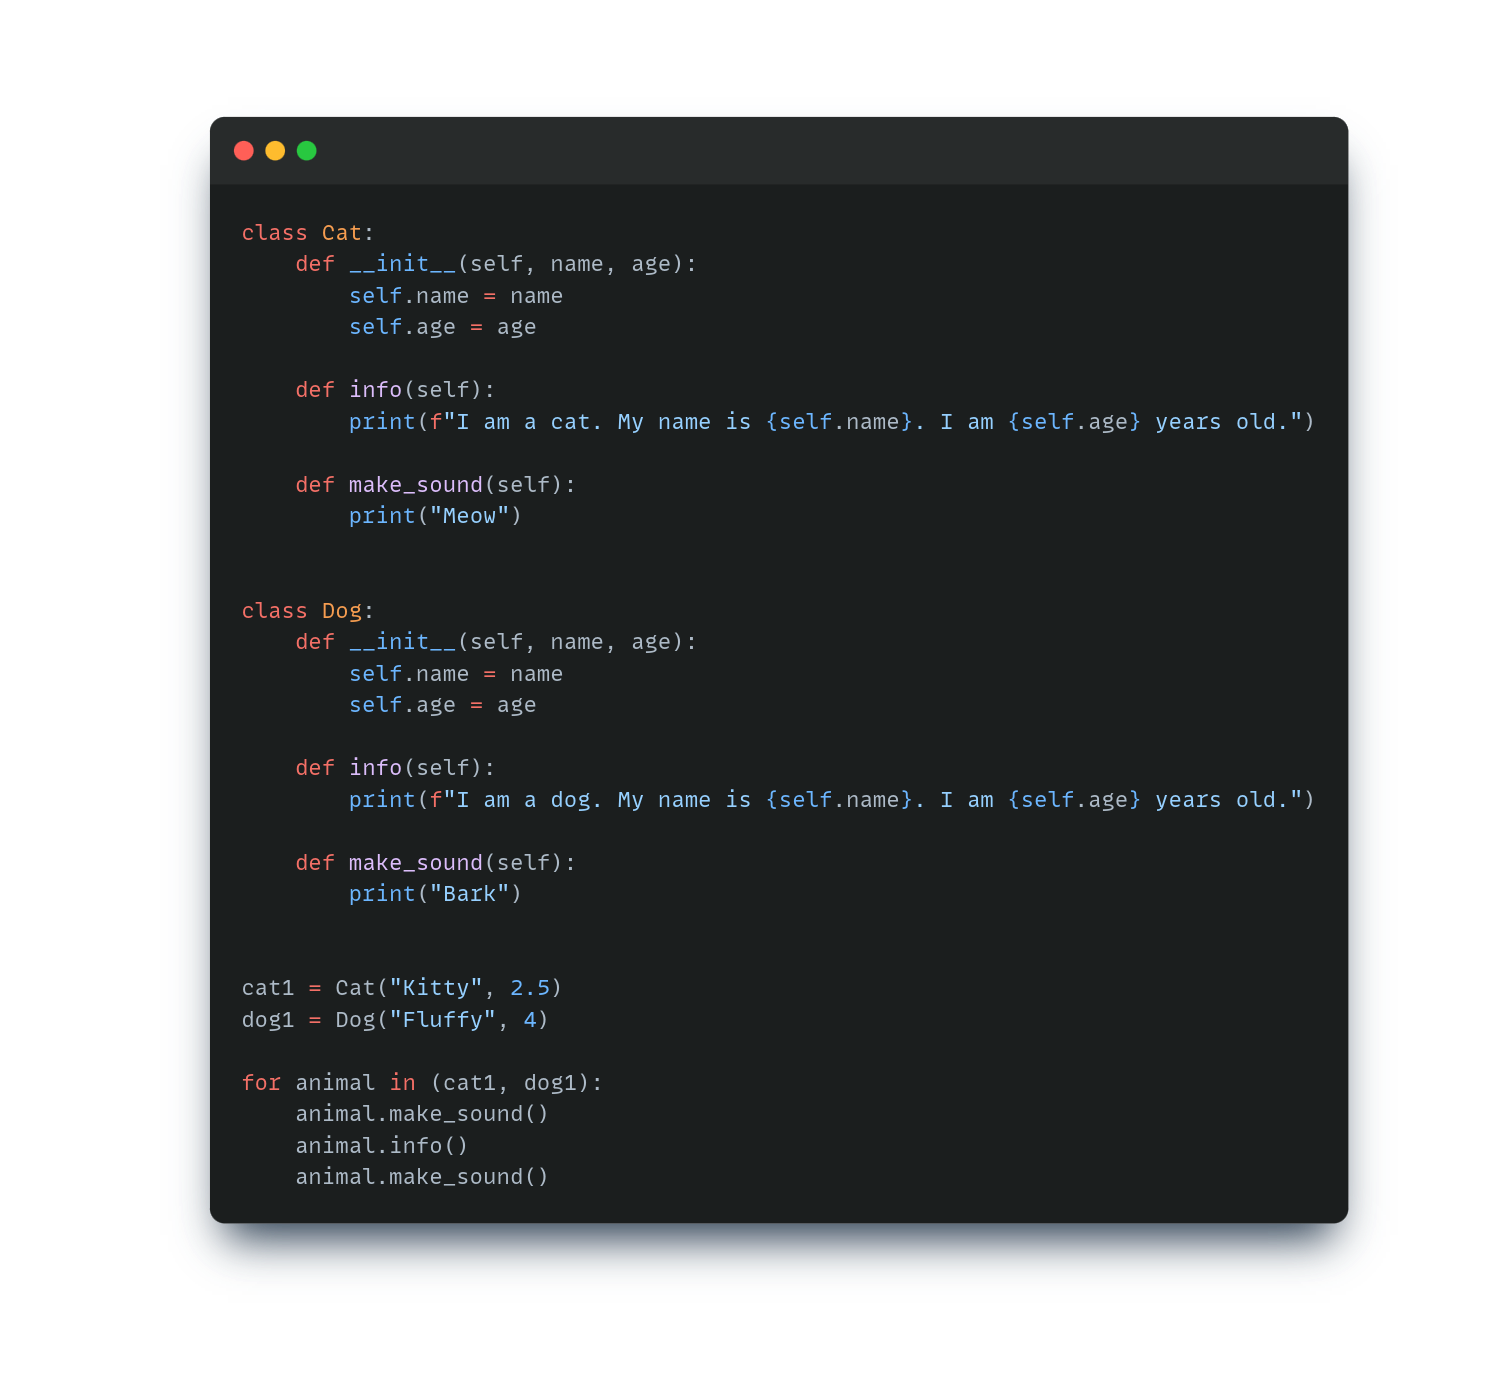 class Cat:
    def __init__(self, name, age):
        self.name = name
        self.age = age

    def info(self):
        print(f"I am a cat. My name is {self.name}. I am {self.age} years old.")

    def make_sound(self):
        print("Meow")


class Dog:
    def __init__(self, name, age):
        self.name = name
        self.age = age

    def info(self):
        print(f"I am a dog. My name is {self.name}. I am {self.age} years old.")

    def make_sound(self):
        print("Bark")


cat1 = Cat("Kitty", 2.5)
dog1 = Dog("Fluffy", 4)

for animal in (cat1, dog1):
    animal.make_sound()
    animal.info()
    animal.make_sound()